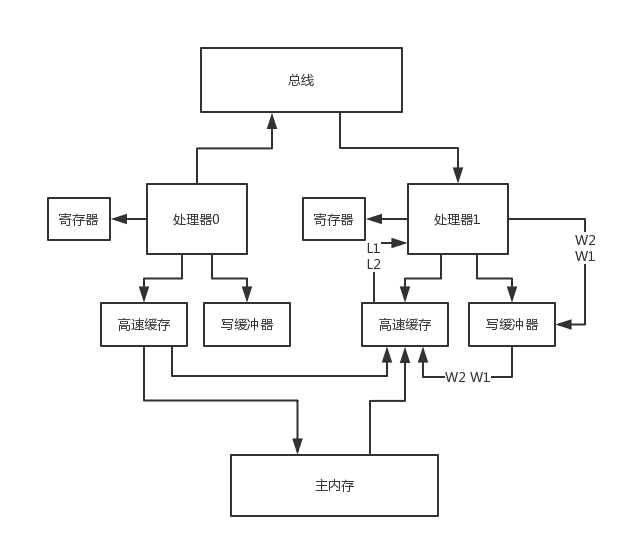 总线
寄存器
处理器0
寄存器
处理器1
W2
W1
L1
L2
高速缓存
写缓冲器
高速缓存
写缓冲器
W2 W1
主内存